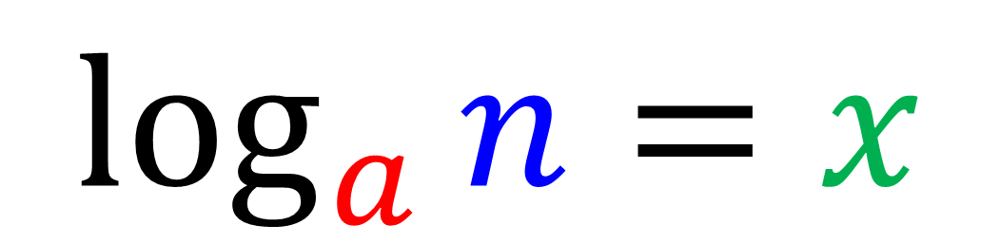 logₐ n = x